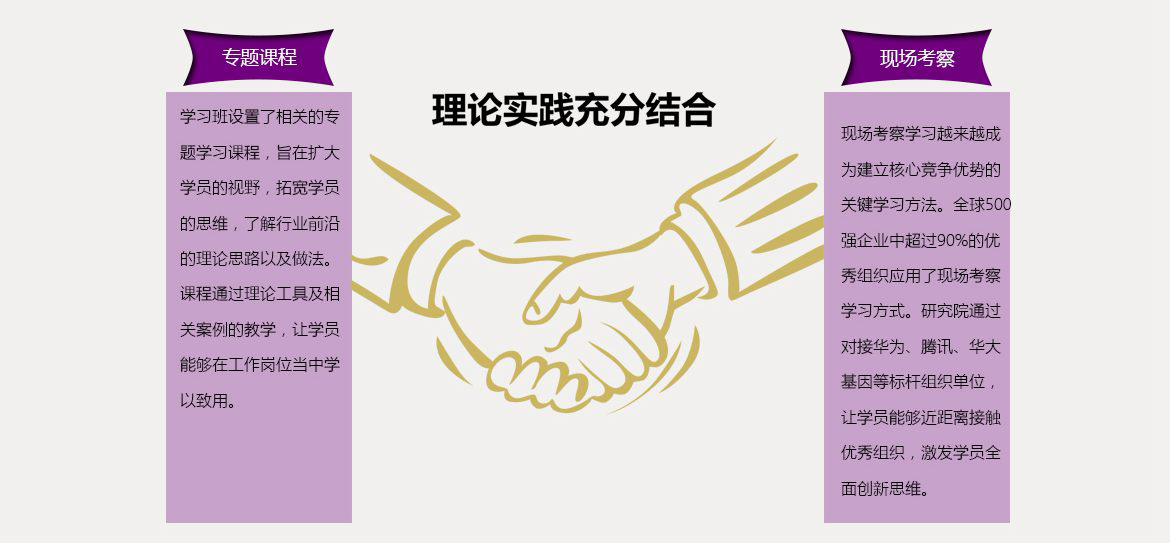 专题课程
学习班设置了相关的专
题学习课程，旨在扩大
学员的视野，拓宽学员
的思维，了解行业前沿
的理论思路以及做法。
课程通过理论工具及相
关案例的教学，让学员
能够在工作岗位当中学
以致用。
理论实践充分结合
现场考察
现场考察学习越来越成
为建立核心竞争优势的
关键学习方法。全球500
强企业中超过90%的优
秀组织应用了现场考察
学习方式。研究院通过
对接华为、腾讯、华大
基因等标杆组织单位，
让学员能够近距离接触
优秀组织，激发学员全
面创新思维。